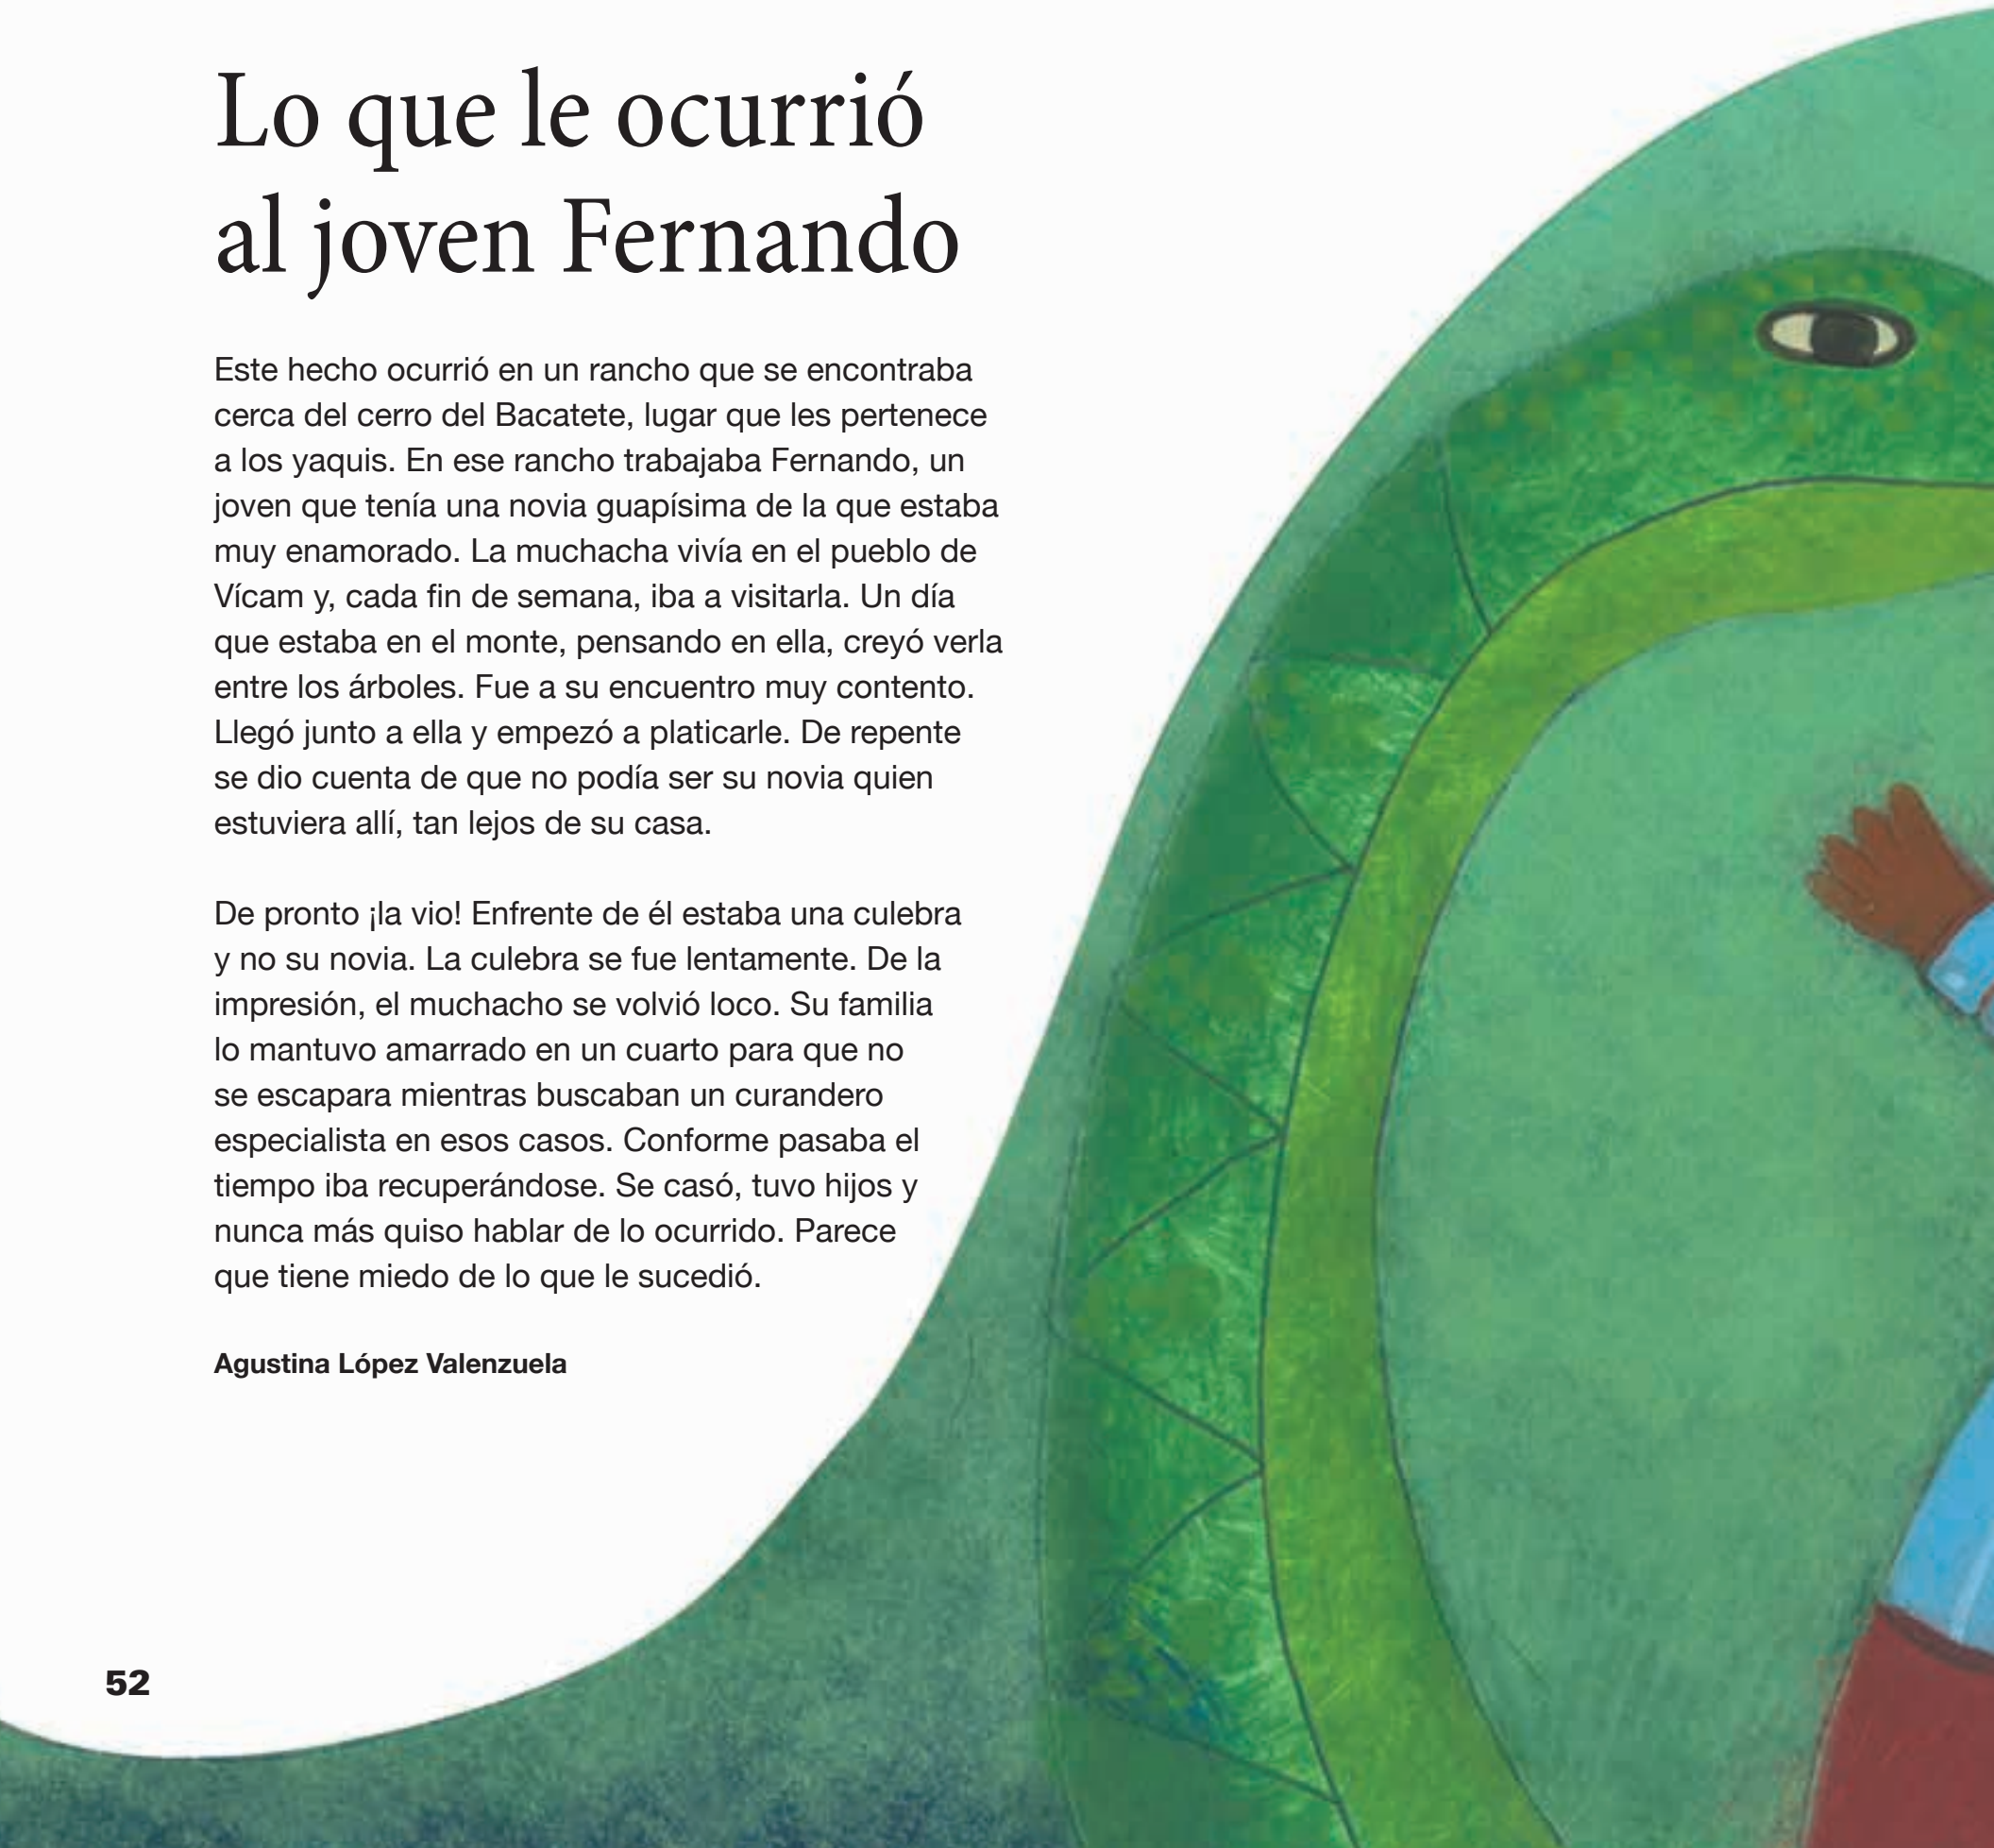 Lo que le ocurrió
al joven Fernando
Este hecho ocurrió en un rancho que se encontraba
cerca del cerro del Bacatete, lugar que les pertenece
a los yaquis. En ese rancho trabajaba Fernando, un
joven que tenía una novia guapísima de la que estaba
muy enamorado. La muchacha vivía en el pueblo de
Vícam y, cada fin de semana, iba a visitarla. Un día
que estaba en el monte, pensando en ella, creyó verla
entre los árboles. Fue a su encuentro muy contento.
Llegó junto a ella y empezó a platicarle. De repente
se dio cuenta de que no podía ser su novia quien
estuviera allí, tan lejos de su casa.
De pronto ¡la vio! Enfrente de él estaba una culebra
y no su novia. La culebra se fue lentamente. De la
impresión, el muchacho se volvió loco. Su familia
lo mantuvo amarrado en un cuarto para que no
se escapara mientras buscaban un curandero
especialista en esos casos. Conforme pasaba el
tiempo iba recuperándose. Se casó, tuvo hijos y
nunca más quiso hablar de lo ocurrido. Parece
que tiene miedo de lo que le sucedió.
Agustina López Valenzuela
52